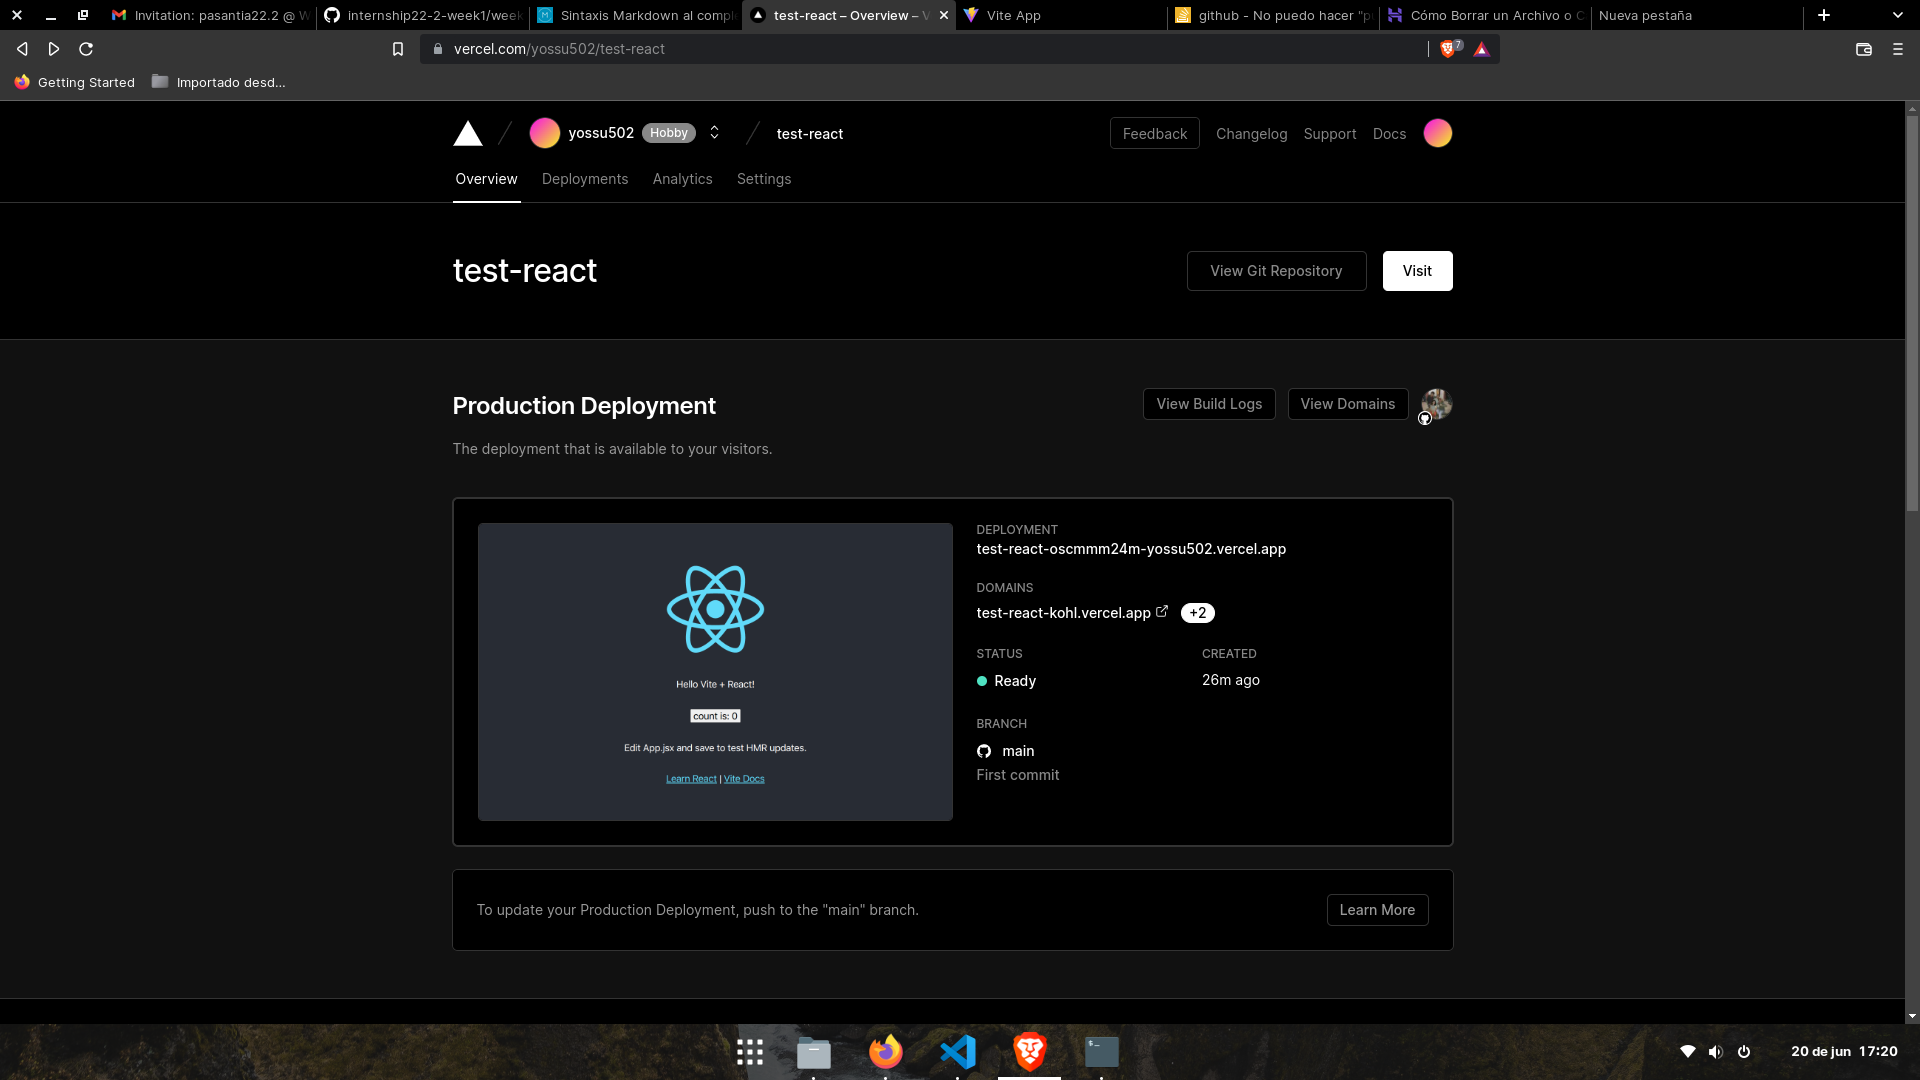 Invitation: pasantia22.2 @ W
internship22-2-week1/week
Sintaxis Markdown al comple
test-react – Overview – V
Vite App
github - No puedo hacer "pu
Cómo Borrar un Archivo o C
Nueva pestaña
vercel.com/yossu502/test-react
7
Getting Started
Importado desd...
yossu502 Hobby
test-react
Feedback
Changelog
Support
Docs
Overview
Deployments
Analytics
Settings
test-react
View Git Repository
Visit
Production Deployment
View Build Logs
View Domains
The deployment that is available to your visitors.
Hello Vite + React!
count is: 0
Edit App.jsx and save to test HMR updates.
Learn React | Vite Docs
DEPLOYMENT
test-react-oscmmm24m-yossu502.vercel.app
DOMAINS
test-react-kohl.vercel.app +2
STATUS
Ready
CREATED
26m ago
BRANCH
main
First commit
To update your Production Deployment, push to the "main" branch.
Learn More
20 de jun 17:20